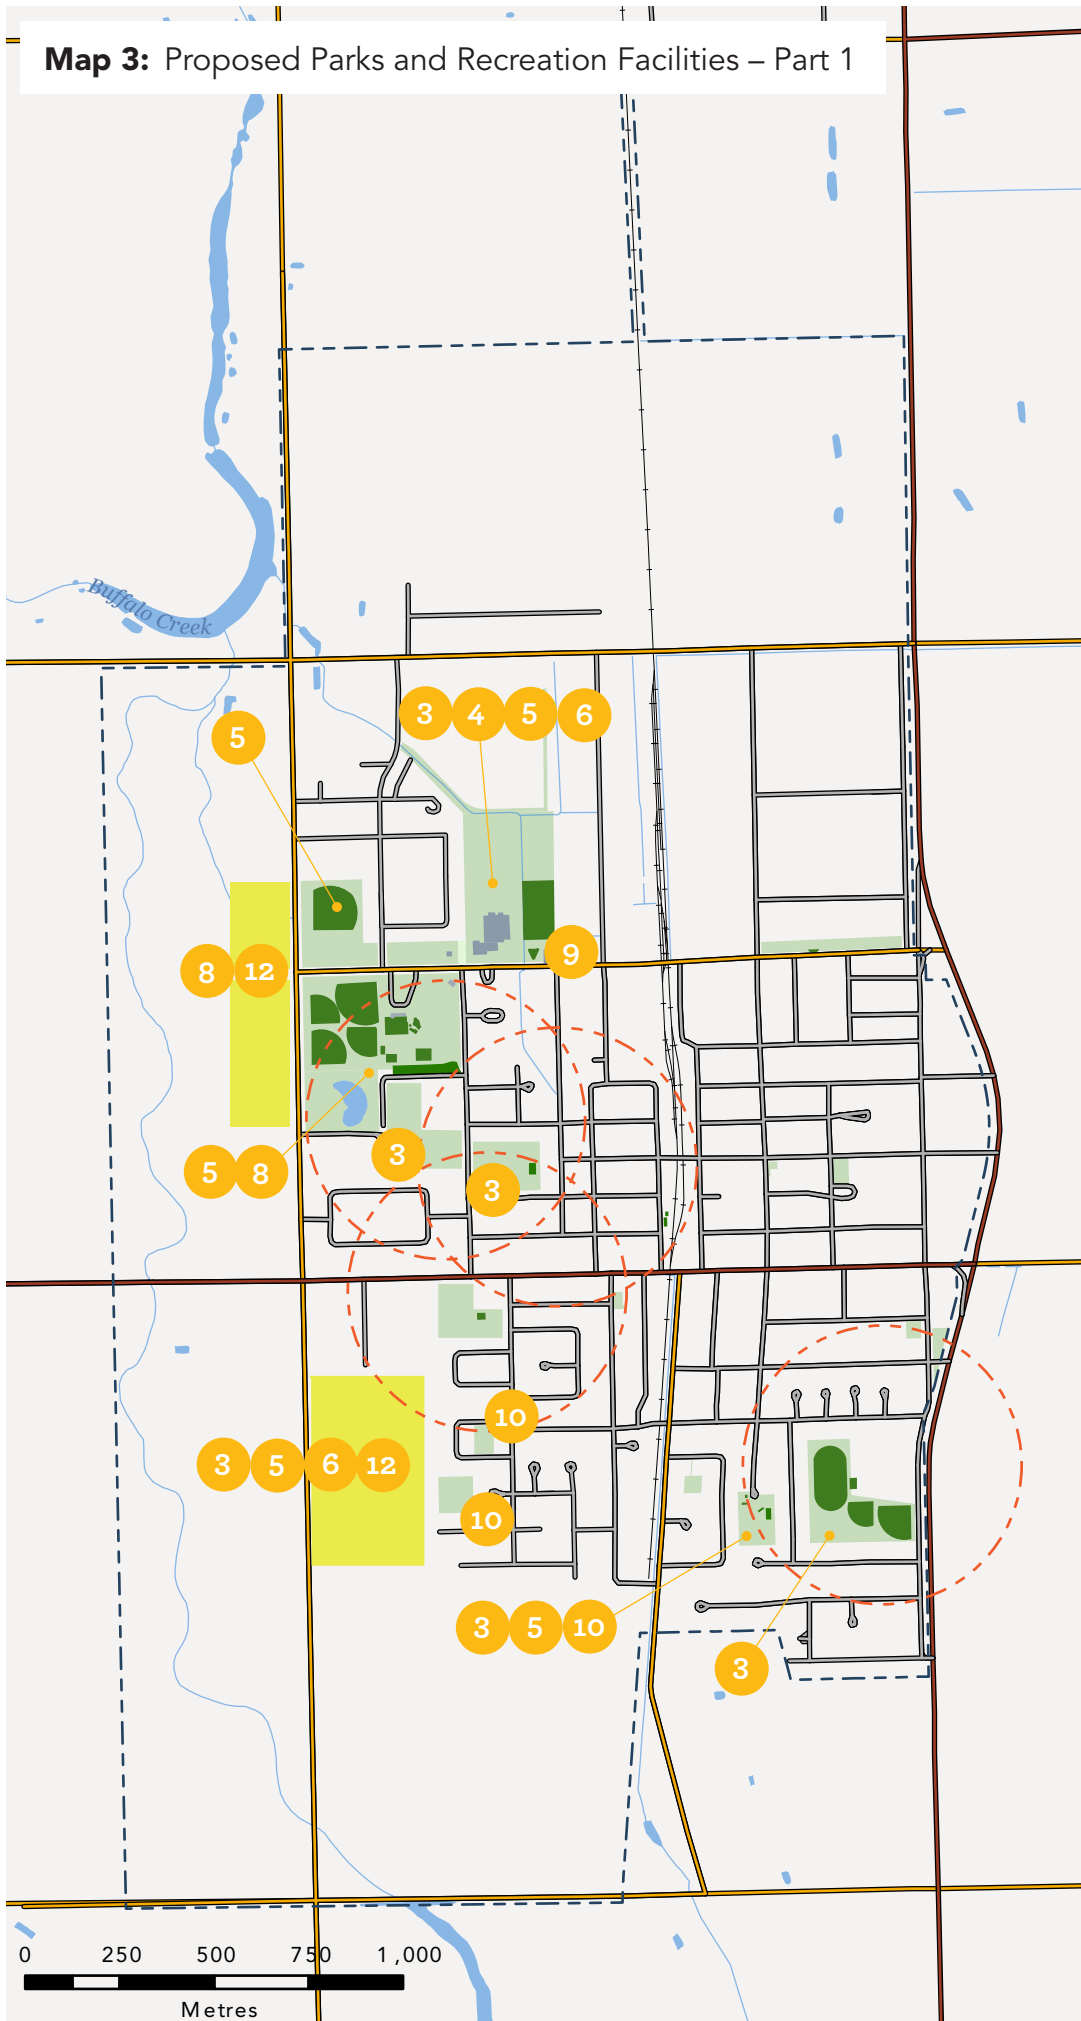 Map 3: Proposed Parks and Recreation Facilities – Part 1
Buffalo Creek
3 4 5 6
5
9
8 12
5 8
3
3
10
3 5 6 12
10
3 5 10
3
0 250 500 750 1,000
Metres